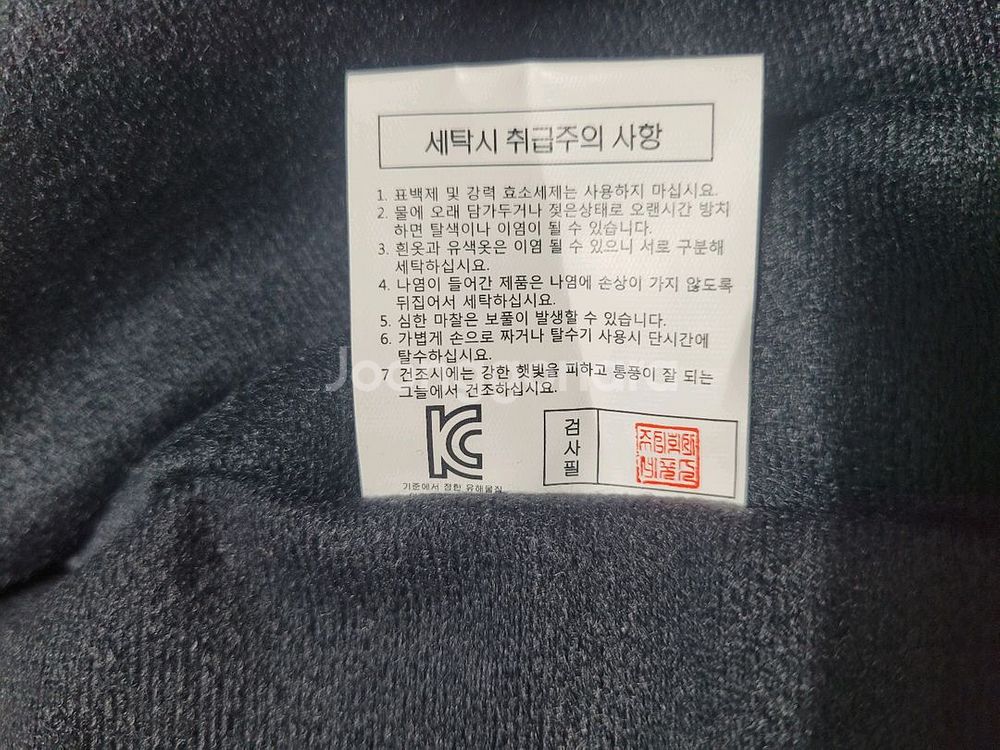 세탁시 취급주의 사항
1. 표백제 및 강력 효소세제는 사용하지 마십시요.
2. 물에 오래 담가두거나 젖은상태로 오랜시간 방치
하면 탈색이나 이염이 될 수 있습니다.
3. 흰옷과 유색옷은 이염 될 수 있으니 서로 구분해
세탁하십시요.
4. 나염이 들어간 제품은 나염에 손상이 가지 않도록
뒤집어서 세탁하십시요.
5. 심한 마찰은 보풀이 발생할 수 있습니다.
6. 가볍게 손으로 짜거나 탈수기 사용시 단시간에
탈수하십시요.
7 건조시에는 강한 햇빛을 피하고 통풍이 잘 되는
그늘에서 건조하십시요.
KC
기준에서 정한 유해물질
검사필